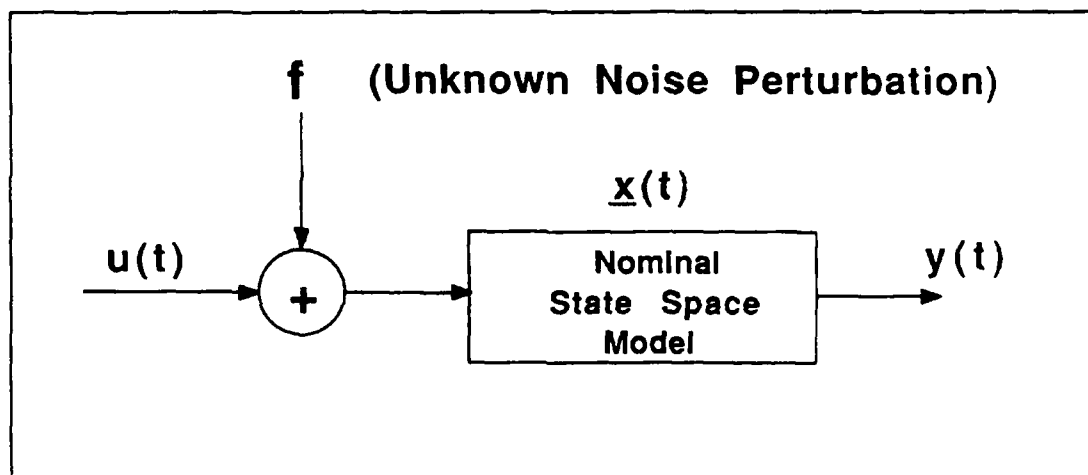 f (Unknown Noise Perturbation)
x(t)
u(t)
+
Nominal
State Space
Model
y(t)